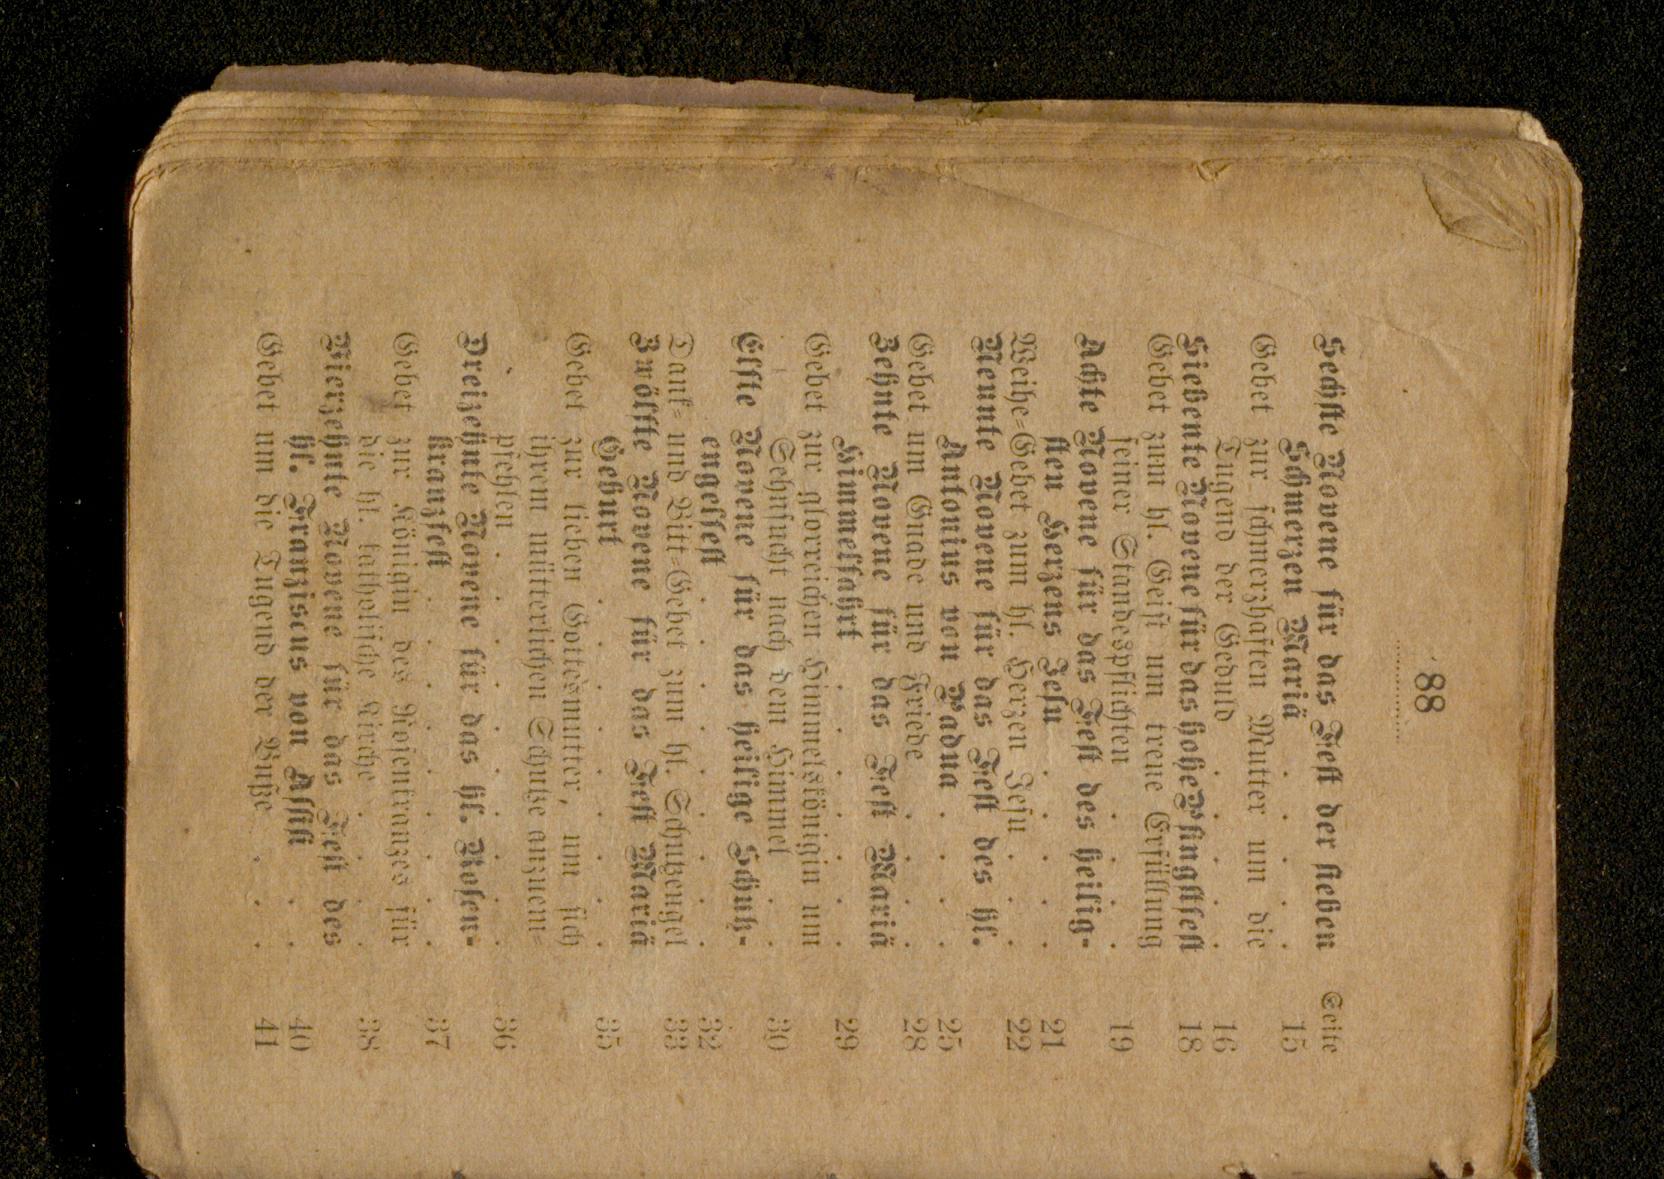 88
Seite
Sechste Novene für das Fest der sieben
Schmerzen Mariä . . . . 15
Gebet zur schmerzhaften Mutter um die
Tugend der Geduld . . . . 16
Siebente Novene für das hohe Pfingstfest 18
Gebet zum hl. Geist um treue Erfüllung
seiner Standespflichten . . . . 19
Achte Novene für das Fest des heilig-
sten Herzens Jesu . . . . 21
Weihe-Gebet zum hl. Herzen Jesu . . . 22
Neunte Novene für das Fest des hl.
Antonius von Padua . . . . 25
Gebet um Gnade und Friede . . . . 28
Zehnte Novene für das Fest Mariä
Himmelfahrt . . . . . 29
Gebet zur glorreichen Himmelskönigin um
Sehnsucht nach dem Himmel . . . 30
Elfte Novene für das heilige Schutz-
engelfest . . . . . . 32
Dank- und Bitt-Gebet zum hl. Schutzengel 33
Zwölfte Novene für das Fest Mariä
Geburt . . . . . . 35
Gebet zur lieben Gottesmutter, um sich
ihrem mütterlichen Schutze anzuem-
pfehlen . . . . . . 36
Dreizehnte Novene für das hl. Rosen-
kranzfest . . . . . . 37
Gebet zur Königin des Rosenkranzes für
die hl. katholische Kirche . . . . 38
Vierzehnte Novene für das Fest des
hl. Franziscus von Assisi . . . 40
Gebet um die Tugend der Buße . . . 41